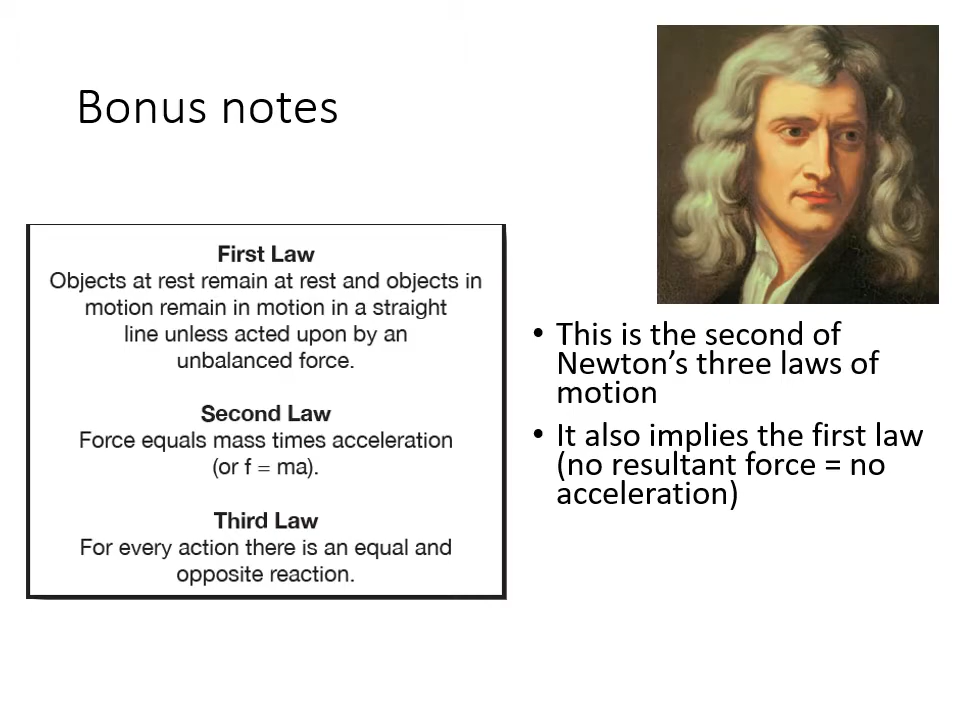 Bonus notes
First Law
Objects at rest remain at rest and objects in
motion remain in motion in a straight
line unless acted upon by an
unbalanced force.
Second Law
Force equals mass times acceleration
(or f = ma).
Third Law
For every action there is an equal and
opposite reaction.
• This is the second of
Newton’s three laws of
motion
• It also implies the first law
(no resultant force = no
acceleration)